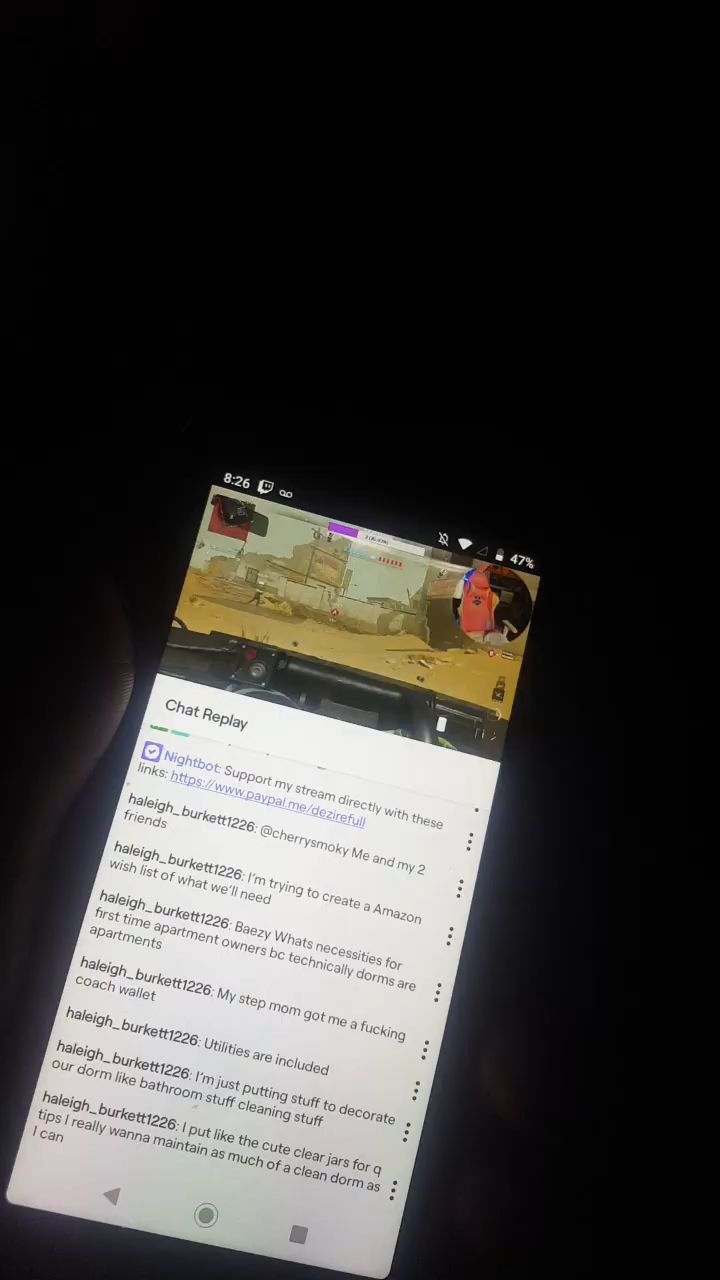 8:26
47%
Chat Replay
Nightbot: Support my stream directly with these
links: https://www.paypal.me/dezirefull
haleigh_burkett1226: @cherrysmoky Me and my 2
friends
haleigh_burkett1226: I'm trying to create a Amazon
wish list of what we'll need
haleigh_burkett1226: Baezy Whats necessities for
first time apartment owners bc technically dorms are
apartments
haleigh_burkett1226: My step mom got me a fucking
coach wallet
haleigh_burkett1226: Utilities are included
haleigh_burkett1226: I'm just putting stuff to decorate
our dorm like bathroom stuff cleaning stuff
haleigh_burkett1226: I put like the cute clear jars for q
tips I really wanna maintain as much of a clean dorm as
I can